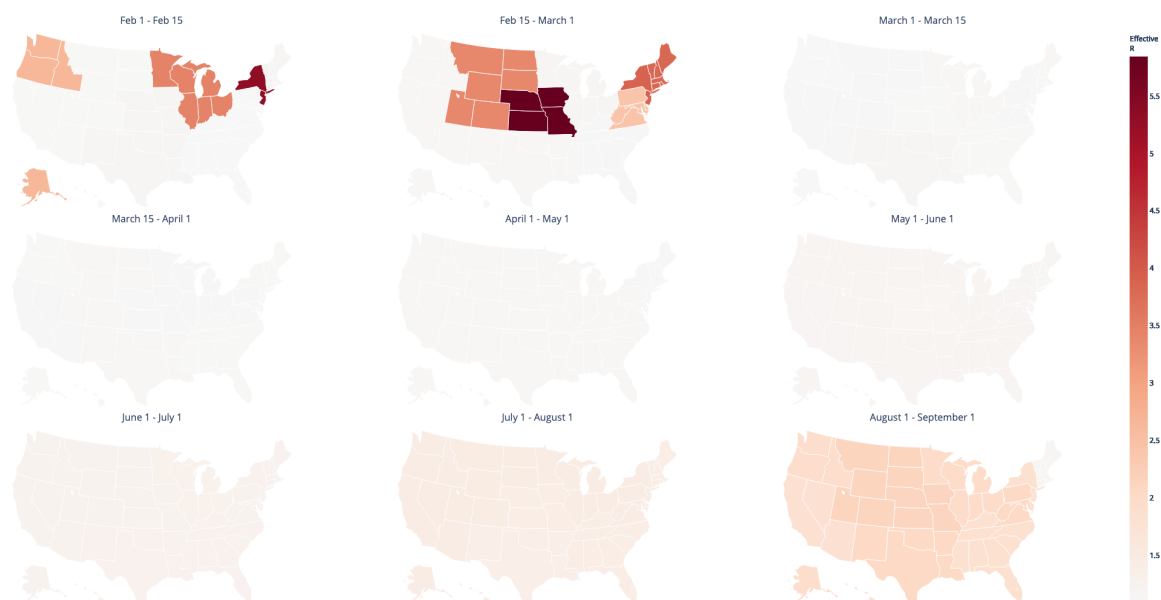 Feb 1 - Feb 15
Feb 15 - March 1
March 1 - March 15
Effective
R
5.5
5
4.5
4
3.5
3
2.5
2
1.5
March 15 - April 1
April 1 - May 1
May 1 - June 1
June 1 - July 1
July 1 - August 1
August 1 - September 1